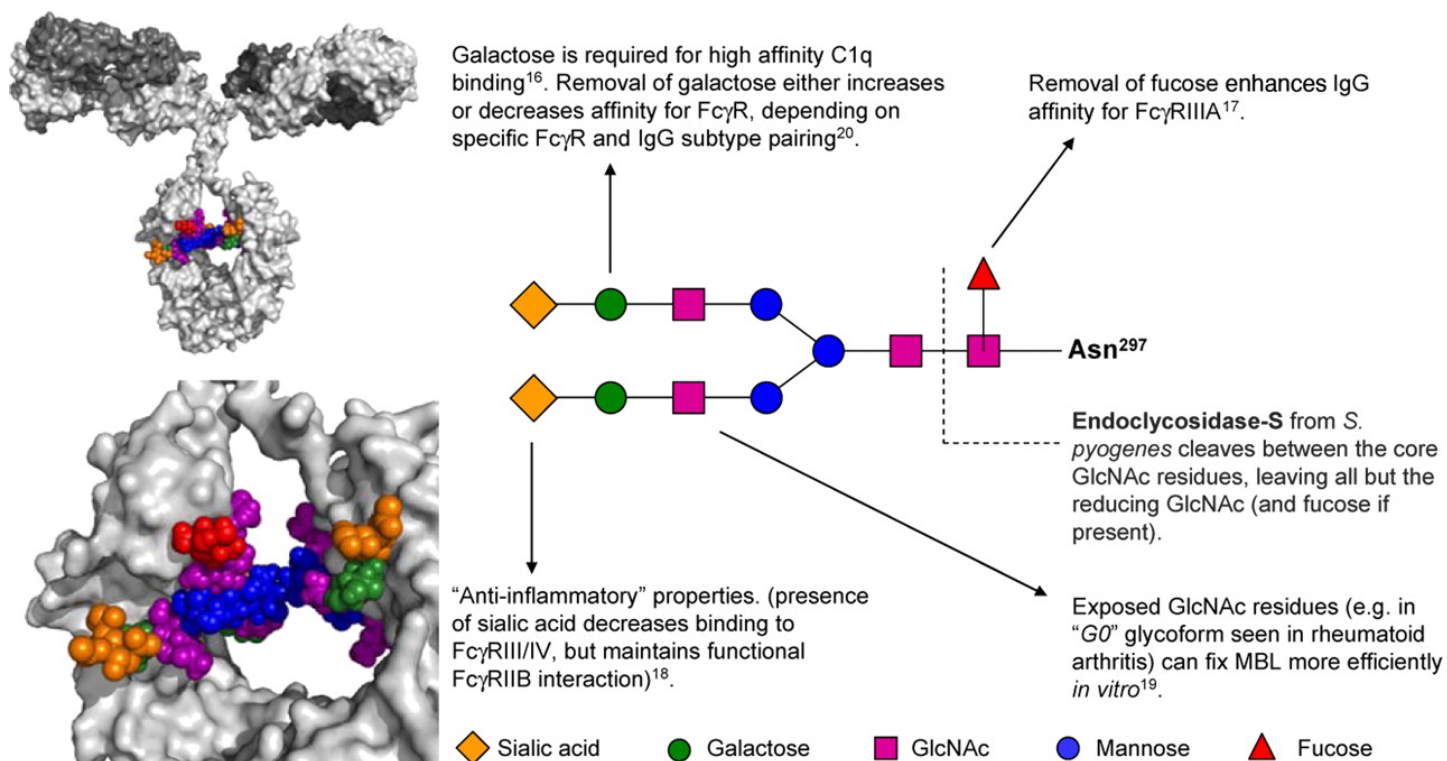 Galactose is required for high affinity C1q
binding¹⁶. Removal of galactose either increases
or decreases affinity for FcγR, depending on
specific FcγR and IgG subtype pairing²⁰.
Removal of fucose enhances IgG
affinity for FcγRIIIA¹⁷.
Asn²⁹⁷
Endoclycosidase-S from S.
pyogenes cleaves between the core
GlcNAc residues, leaving all but the
reducing GlcNAc (and fucose if
present).
“Anti-inflammatory” properties. (presence
of sialic acid decreases binding to
FcγRIII/IV, but maintains functional
FcγRIIB interaction)¹⁸.
Exposed GlcNAc residues (e.g. in
“G0” glycoform seen in rheumatoid
arthritis) can fix MBL more efficiently
in vitro¹⁹.
Sialic acid
Galactose
GlcNAc
Mannose
Fucose